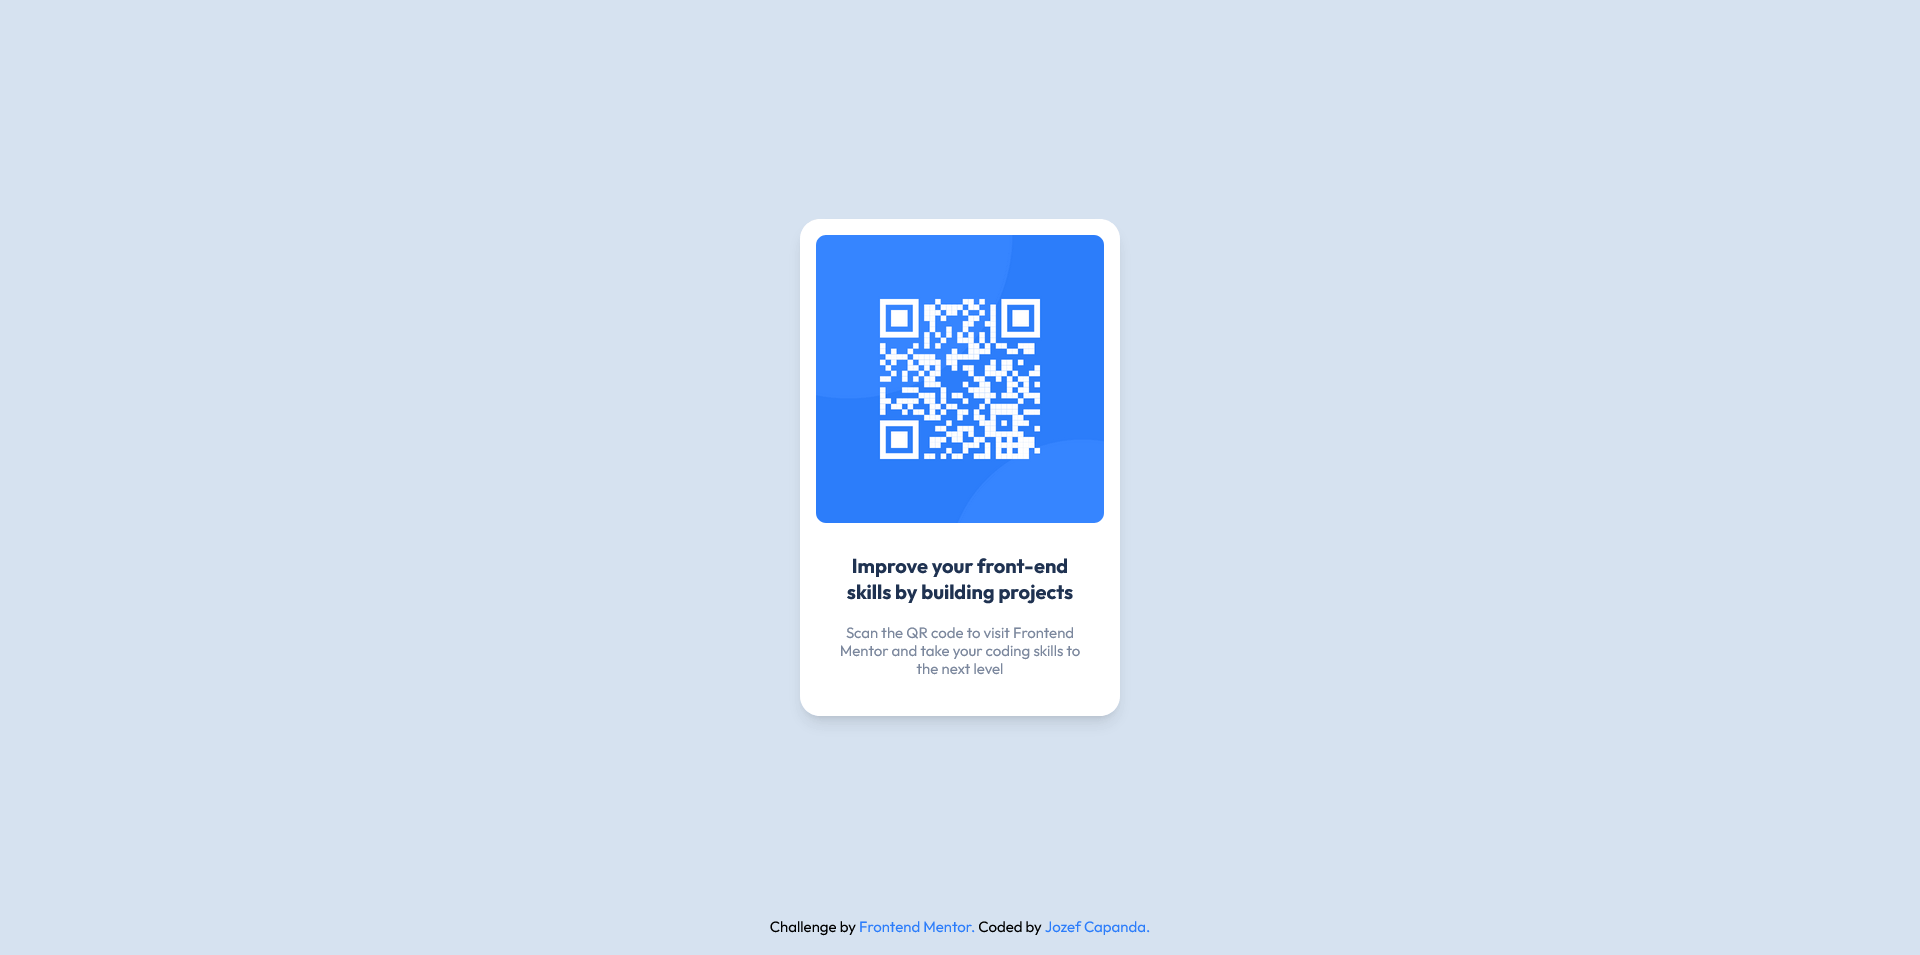 Improve your front-end
skills by building projects
Scan the QR code to visit Frontend
Mentor and take your coding skills to
the next level
Challenge by Frontend Mentor. Coded by Jozef Capanda.